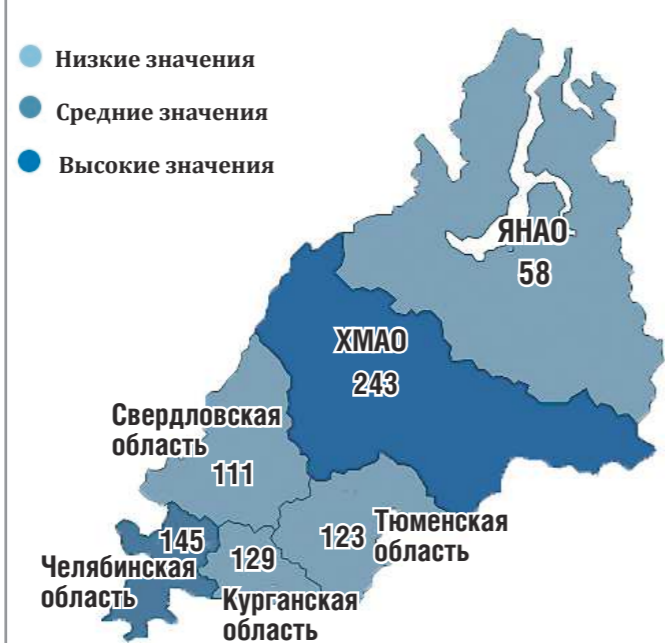 Низкие значения
Средние значения
Высокие значения
ЯНАО
58
ХМАО
243
Свердловская
область
111
Тюменская
область
123
145
Челябинская
область
129
Курганская
область